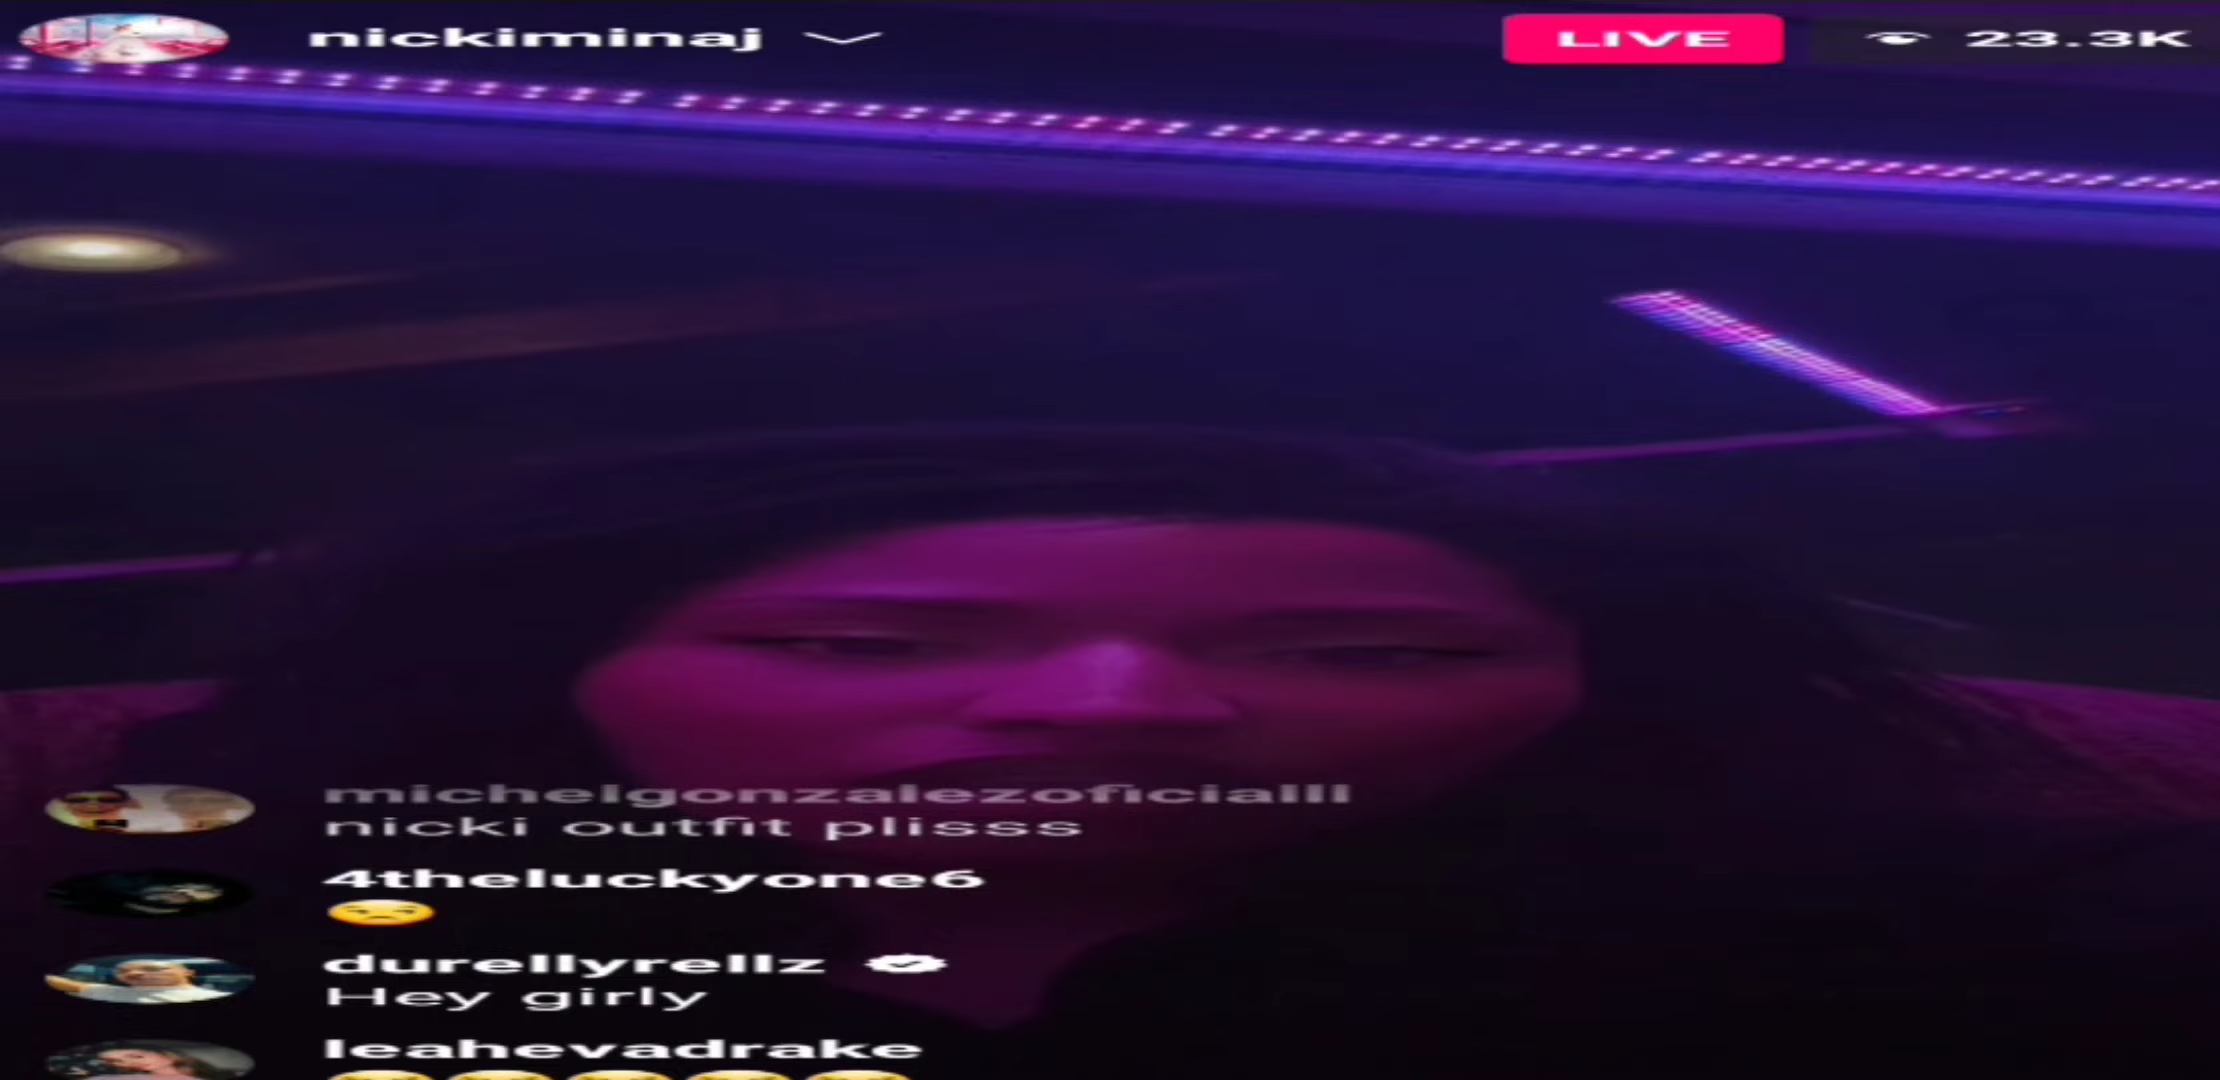 nickiminaj
LIVE
23.3K
michelgonzalezoficialll
nicki outfit plisss
4theluckyone6
😒
durellyrellz
Hey girly
leahevadrake